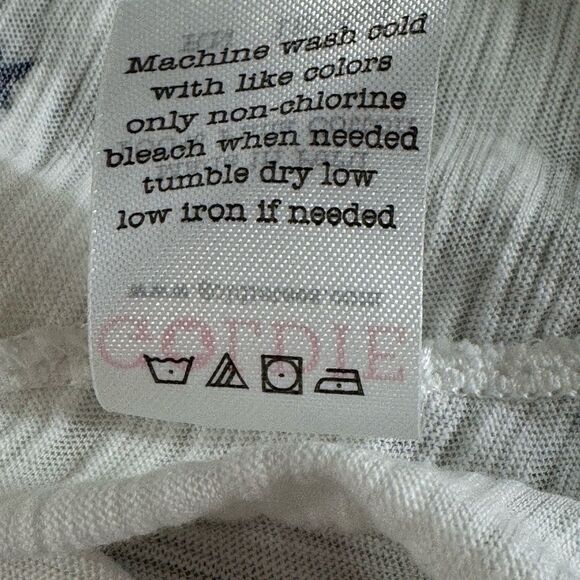 Machine wash cold
with like colors
only non-chlorine
bleach when needed
tumble dry low
low iron if needed
GOLDIE